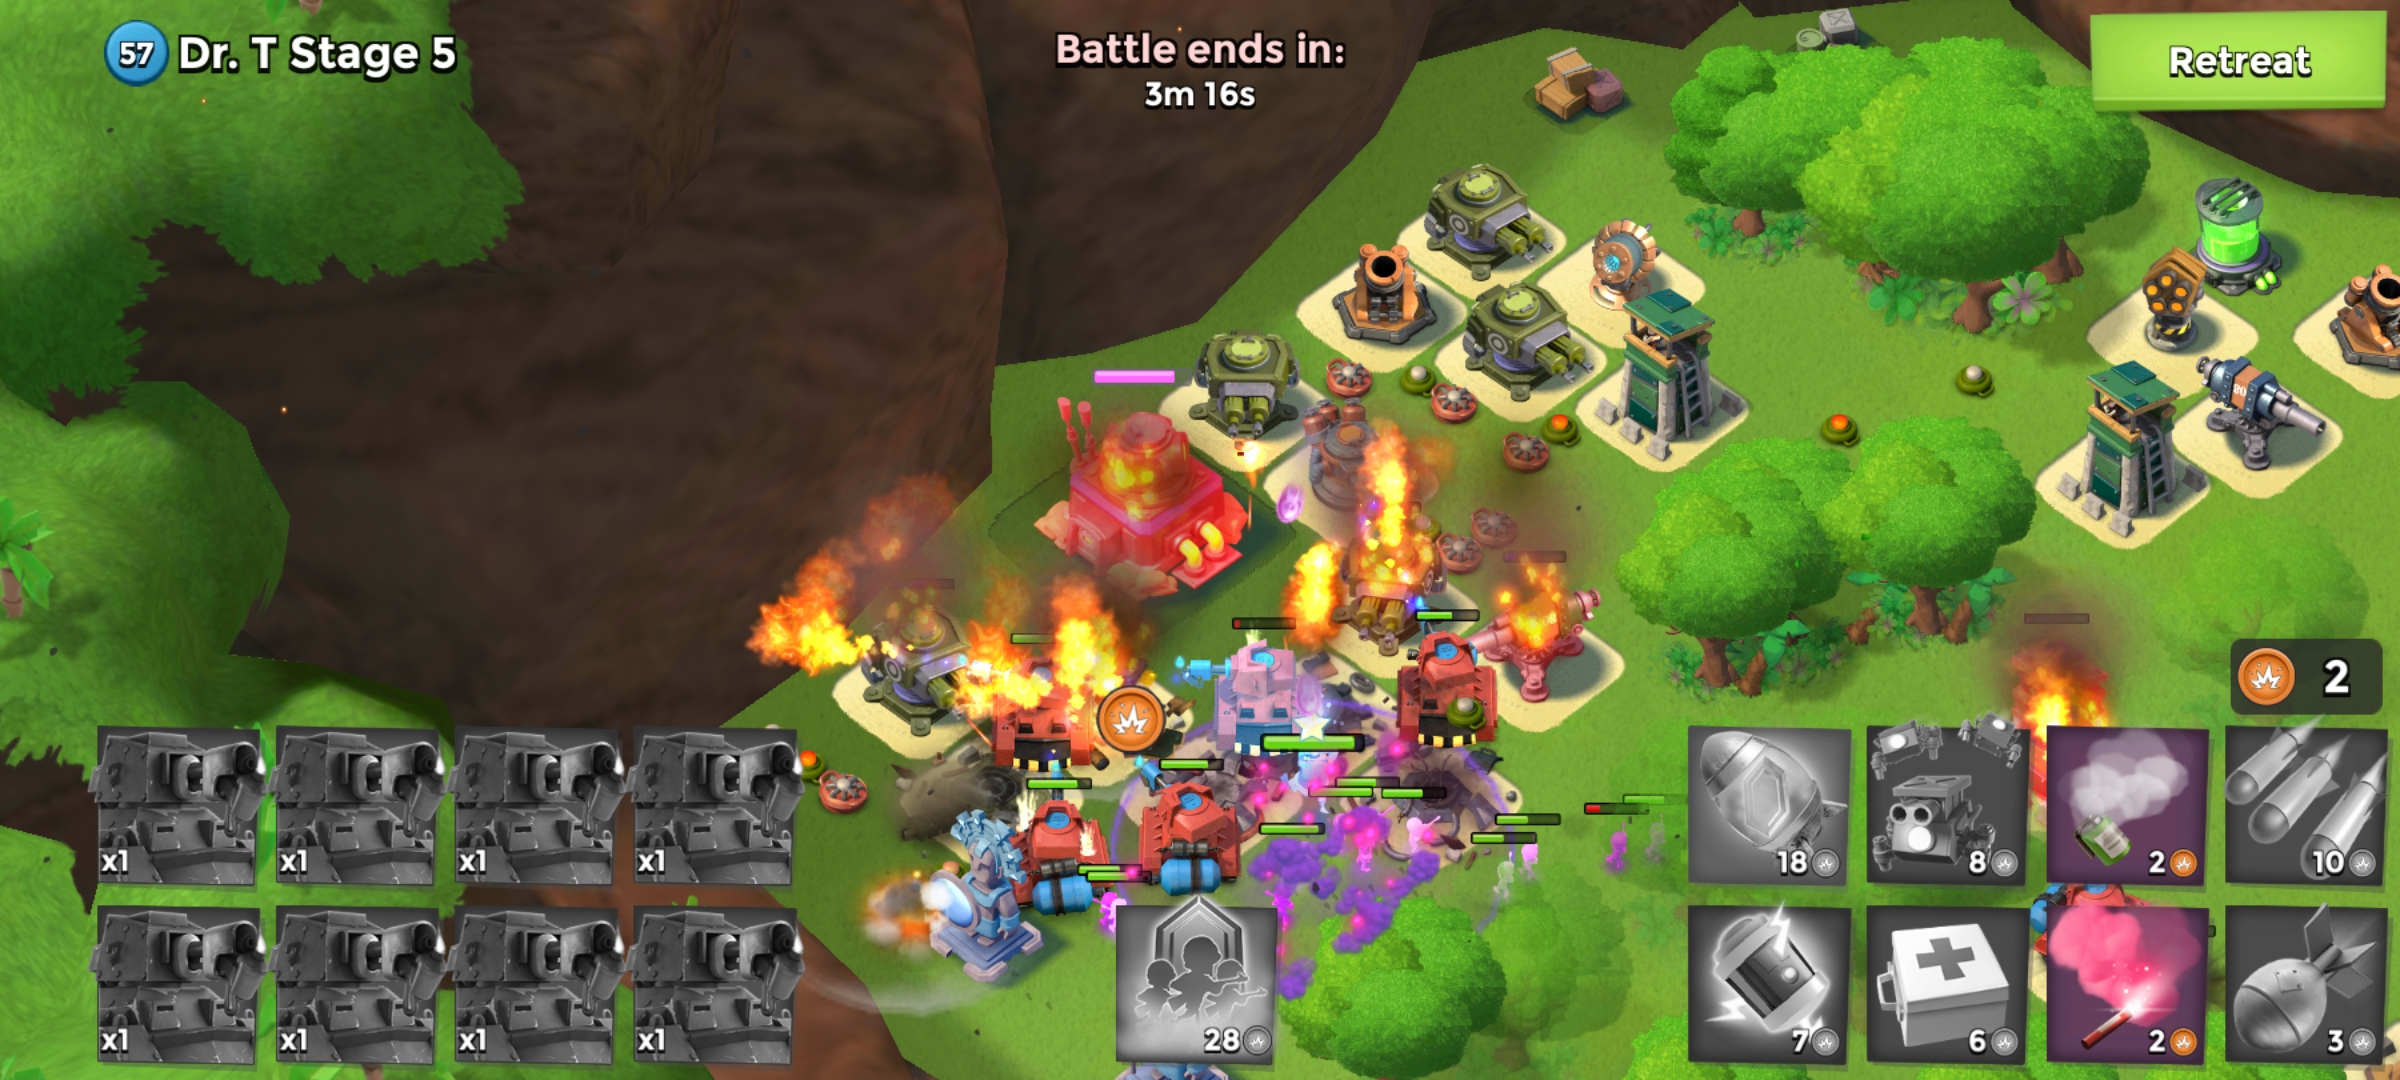 57 Dr. T Stage 5
Battle ends in:
3m 16s
Retreat
2
x1 x1 x1 x1
18 8 2 10
x1 x1 x1 x1
28
7 6 2 3